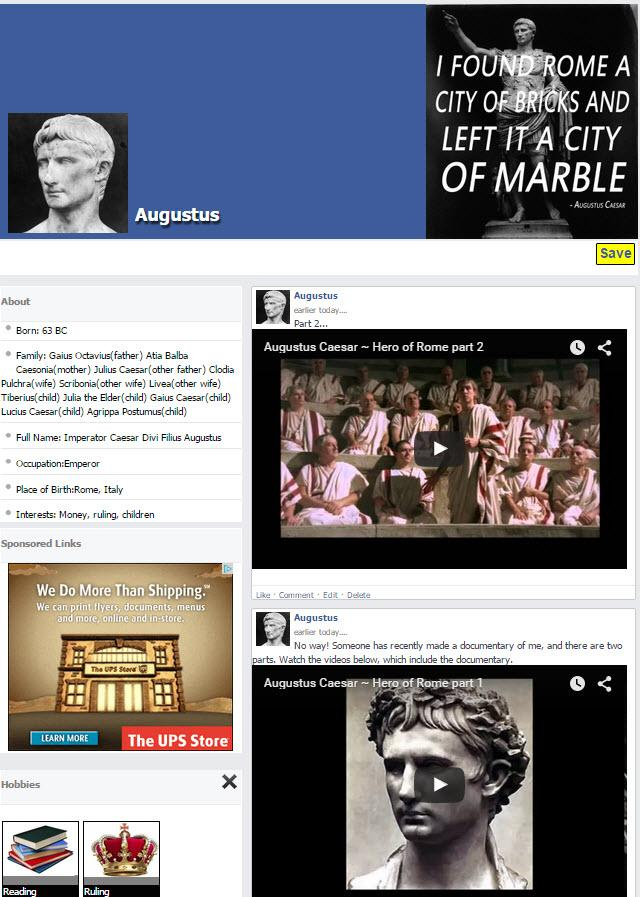 I FOUND ROME A
CITY OF BRICKS AND
LEFT IT A CITY
OF MARBLE
- AUGUSTUS CAESAR
Augustus
Save
About
Born: 63 BC
Family: Gaius Octavius(father) Atia Balba
Caesonia(mother) Julius Caesar(other father) Clodia
Pulchra(wife) Scribonia(other wife) Livea(other wife)
Tiberius(child) Julia the Elder(child) Gaius Caesar(child)
Lucius Caesar(child) Agrippa Postumus(child)
Full Name: Imperator Caesar Divi Filius Augustus
Occupation:Emperor
Place of Birth:Rome, Italy
Interests: Money, ruling, children
Sponsored Links
We Do More Than Shipping.℠
We can print flyers, documents, menus
and more, online and in-store.
The UPS Store
LEARN MORE
The UPS Store
Hobbies
Reading
Ruling
Augustus
earlier today....
Part 2...
Augustus Caesar ~ Hero of Rome part 2
Like · Comment · Edit · Delete
Augustus
earlier today....
No way! Someone has recently made a documentary of me, and there are two
parts. Watch the videos below, which include the documentary.
Augustus Caesar ~ Hero of Rome part 1